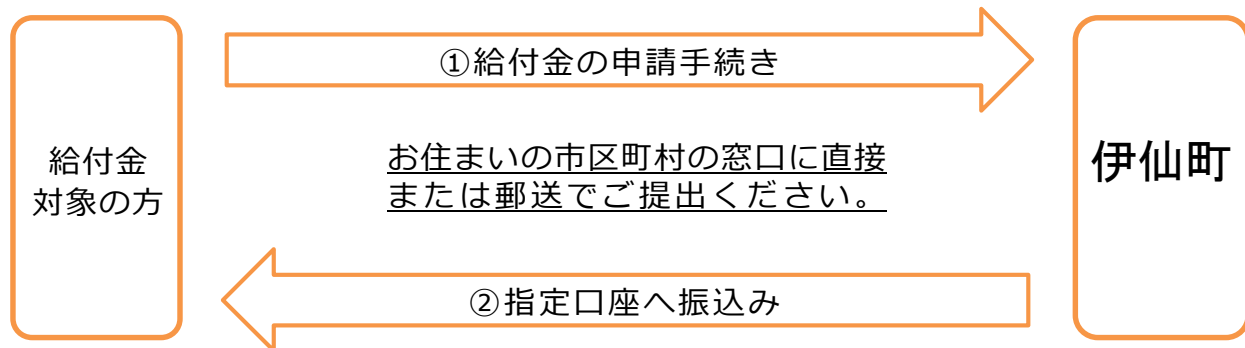 ①給付金の申請手続き
給付金
対象の方
お住まいの市区町村の窓口に直接
または郵送でご提出ください。
伊仙町
②指定口座へ振込み